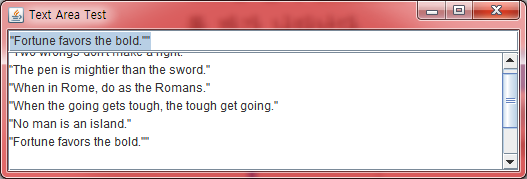 Text Area Test
"Fortune favors the bold.""
"Two wrongs don't make a right."
"The pen is mightier than the sword."
"When in Rome, do as the Romans."
"When the going gets tough, the tough get going."
"No man is an island."
"Fortune favors the bold.""